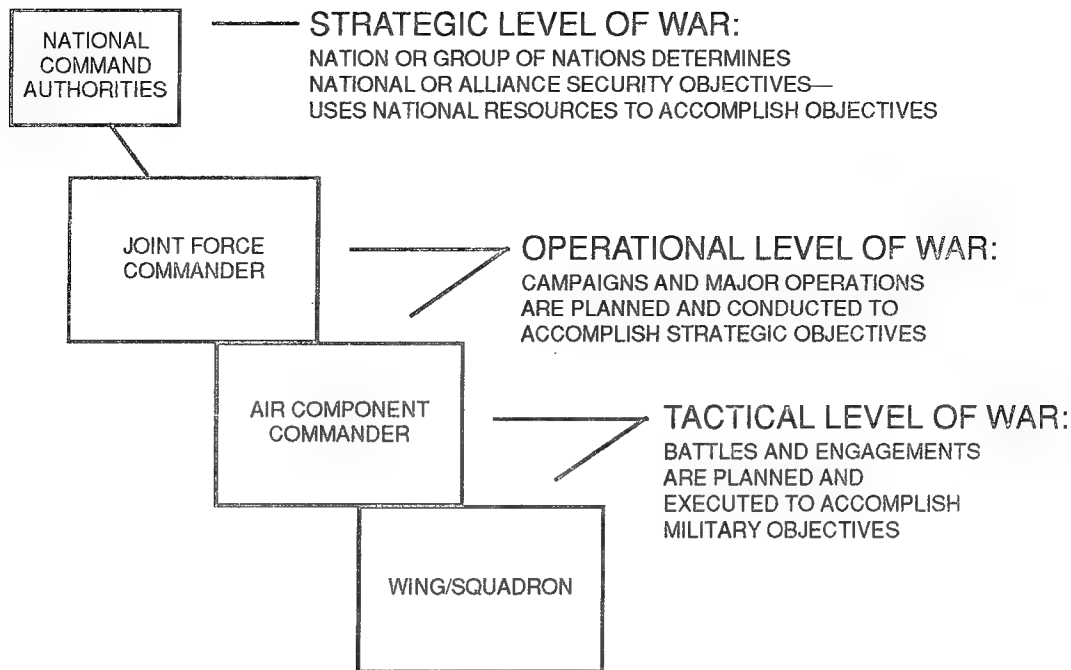 NATIONAL
COMMAND
AUTHORITIES
STRATEGIC LEVEL OF WAR:
NATION OR GROUP OF NATIONS DETERMINES
NATIONAL OR ALLIANCE SECURITY OBJECTIVES—
USES NATIONAL RESOURCES TO ACCOMPLISH OBJECTIVES
JOINT FORCE
COMMANDER
OPERATIONAL LEVEL OF WAR:
CAMPAIGNS AND MAJOR OPERATIONS
ARE PLANNED AND CONDUCTED TO
ACCOMPLISH STRATEGIC OBJECTIVES
AIR COMPONENT
COMMANDER
TACTICAL LEVEL OF WAR:
BATTLES AND ENGAGEMENTS
ARE PLANNED AND
EXECUTED TO ACCOMPLISH
MILITARY OBJECTIVES
WING/SQUADRON